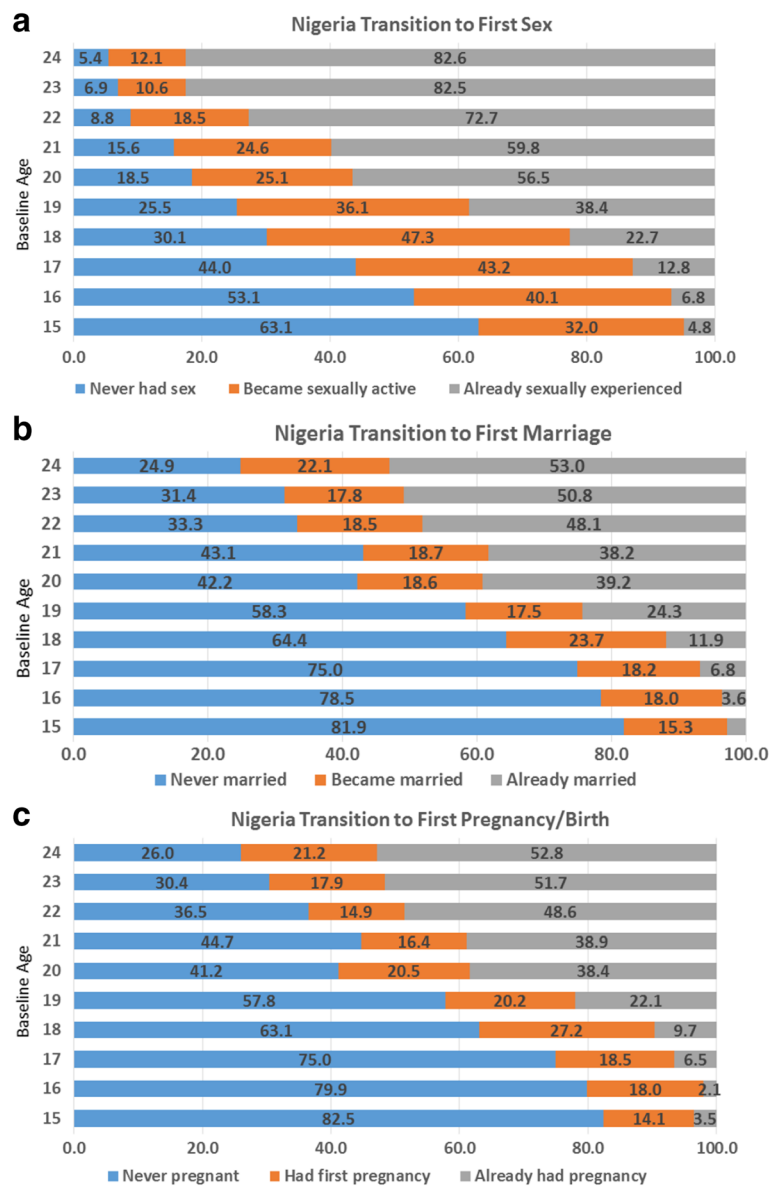 a
Nigeria Transition to First Sex
Baseline Age
24 5.4 12.1 82.6
23 6.9 10.6 82.5
22 8.8 18.5 72.7
21 15.6 24.6 59.8
20 18.5 25.1 56.5
19 25.5 36.1 38.4
18 30.1 47.3 22.7
17 44.0 43.2 12.8
16 53.1 40.1 6.8
15 63.1 32.0 4.8
0.0 20.0 40.0 60.0 80.0 100.0
Never had sex Became sexually active Already sexually experienced
b
Nigeria Transition to First Marriage
Baseline Age
24 24.9 22.1 53.0
23 31.4 17.8 50.8
22 33.3 18.5 48.1
21 43.1 18.7 38.2
20 42.2 18.6 39.2
19 58.3 17.5 24.3
18 64.4 23.7 11.9
17 75.0 18.2 6.8
16 78.5 18.0 3.6
15 81.9 15.3
0.0 20.0 40.0 60.0 80.0 100.0
Never married Became married Already married
c
Nigeria Transition to First Pregnancy/Birth
Baseline Age
24 26.0 21.2 52.8
23 30.4 17.9 51.7
22 36.5 14.9 48.6
21 44.7 16.4 38.9
20 41.2 20.5 38.4
19 57.8 20.2 22.1
18 63.1 27.2 9.7
17 75.0 18.5 6.5
16 79.9 18.0 2.1
15 82.5 14.1 3.5
0.0 20.0 40.0 60.0 80.0 100.0
Never pregnant Had first pregnancy Already had pregnancy